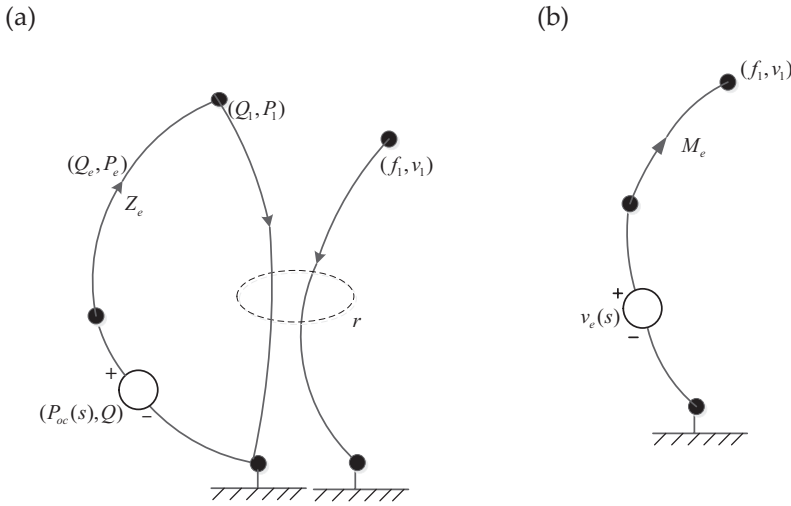 (a)
(Q₁, P₁)
(Qₑ, Pₑ)
Zₑ
(f₁, v₁)
r
+
(Pₒc(s), Q)
−
(b)
(f₁, v₁)
Mₑ
+
vₑ(s)
−